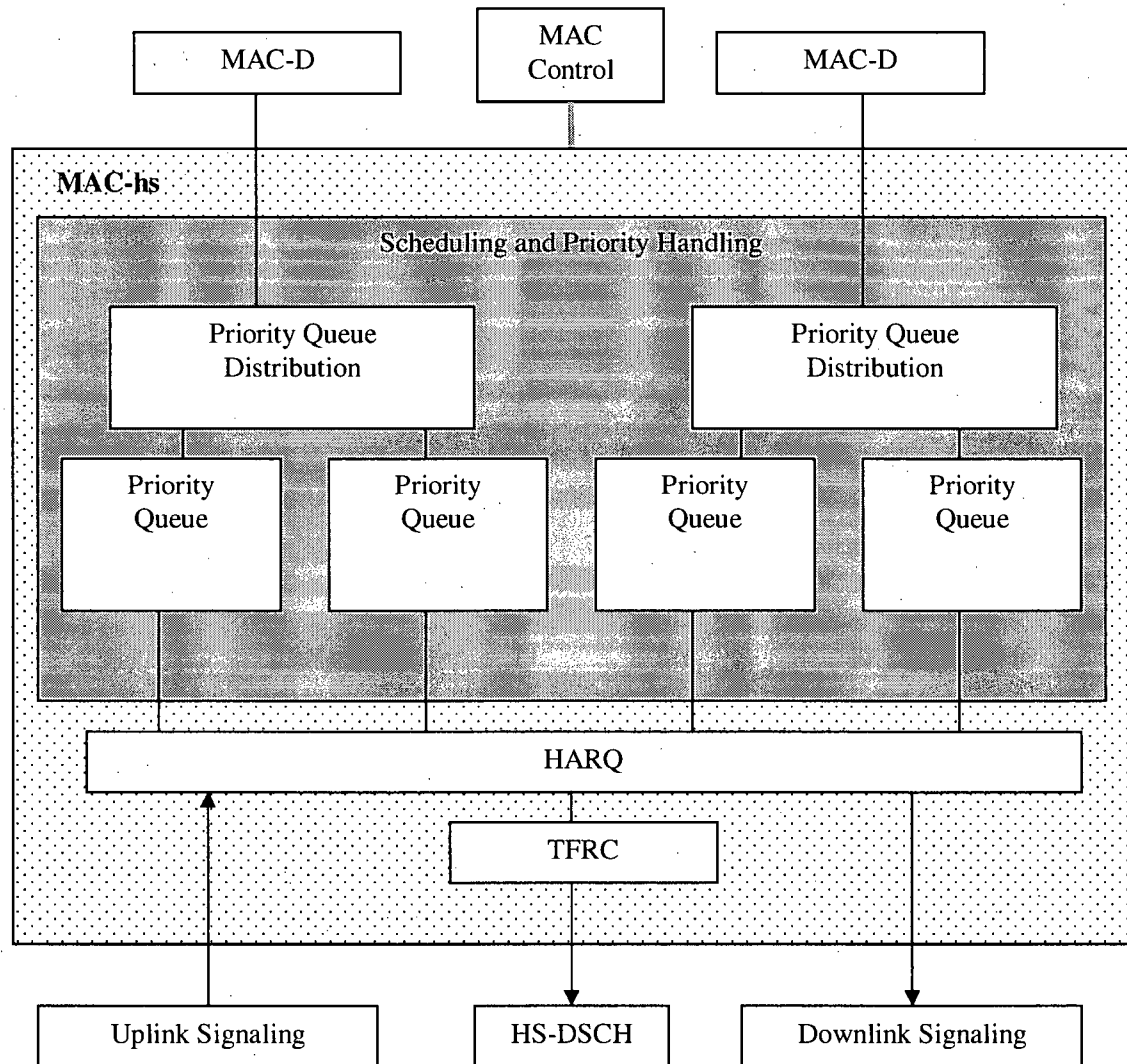 MAC-D
MAC
Control
MAC-D
MAC-hs
Scheduling and Priority Handling
Priority Queue
Distribution
Priority Queue
Distribution
Priority
Queue
Priority
Queue
Priority
Queue
Priority
Queue
HARQ
TFRC
Uplink Signaling
HS-DSCH
Downlink Signaling